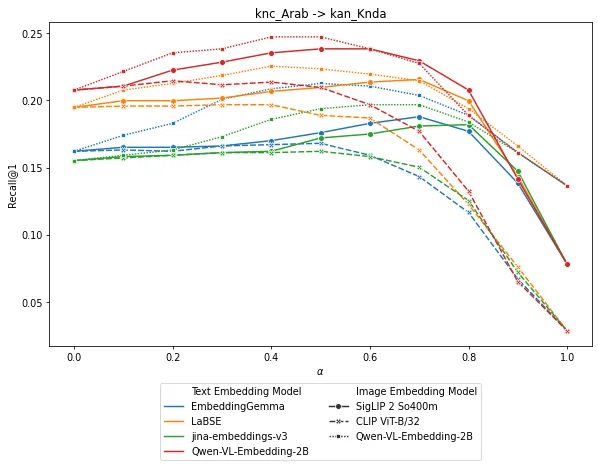 knc_Arab -> kan_Knda
0.25
0.20
0.15
0.10
0.05
Recall@1
0.0 0.2 0.4 0.6 0.8 1.0
α
Text Embedding Model
EmbeddingGemma
LaBSE
jina-embeddings-v3
Qwen-VL-Embedding-2B
Image Embedding Model
SigLIP 2 So400m
CLIP ViT-B/32
Qwen-VL-Embedding-2B